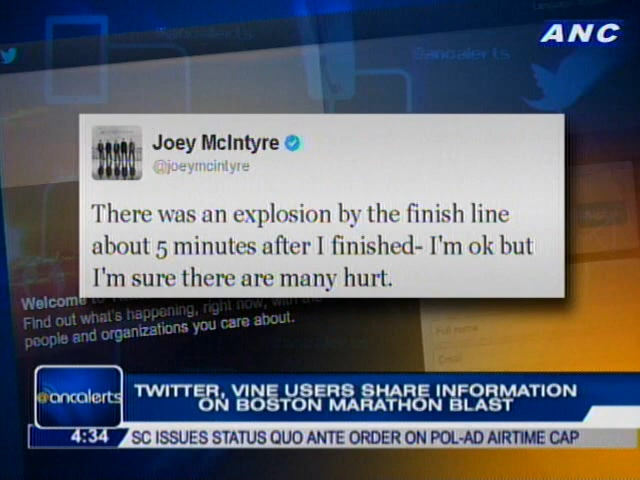 ANC
@ancalerts
Joey McIntyre
@joeymcintyre
There was an explosion by the finish line
about 5 minutes after I finished- I'm ok but
I'm sure there are many hurt.
Welcome
Find out what's happening, right now, with the
people and organizations you care about.
Full name
Email
@ancalerts
TWITTER, VINE USERS SHARE INFORMATION
ON BOSTON MARATHON BLAST
4:34
SC ISSUES STATUS QUO ANTE ORDER ON POL-AD AIRTIME CAP